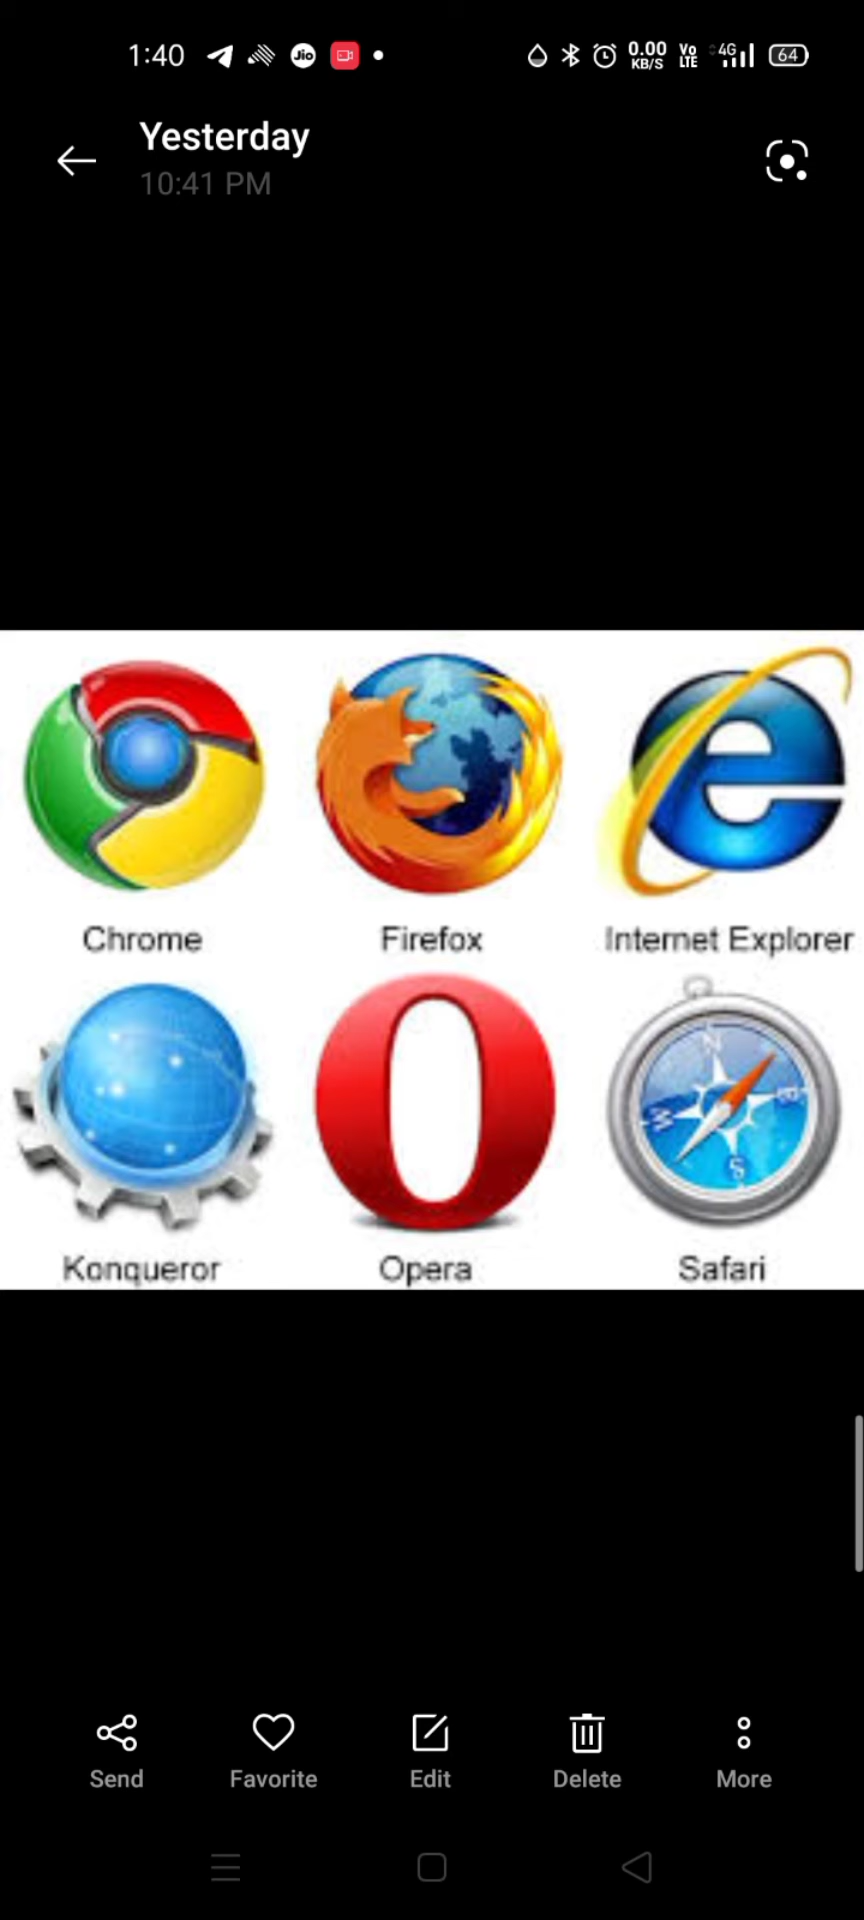 1:40 Jio 0.00 KB/S Vo LTE 4G 64
Yesterday
10:41 PM
Chrome Firefox Internet Explorer
N
W E
S
Konqueror Opera Safari
Send Favorite Edit Delete More